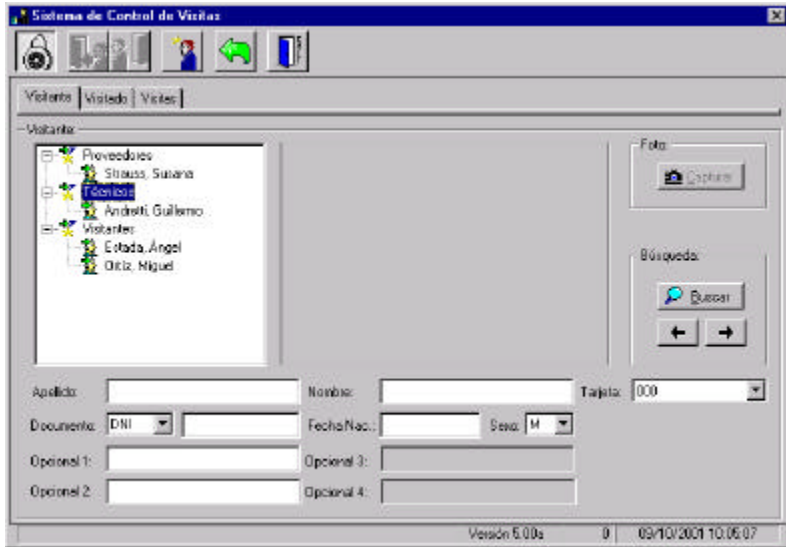 Sistema de Control de Visitas
Visitante Visitado Visitas
Visitante:
Proveedores
Strauss, Susana
Técnicos
Andretti, Guillermo
Visitantes
Estada, Ángel
Ortiz, Miguel
Foto:
Capturar
Búsqueda:
Buscar
Apellido: Nombre: Tarjeta: 000
Documento: DNI Fecha Nac.: Sexo: M
Opcional 1: Opcional 3:
Opcional 2: Opcional 4:
Versión 5.00a 0 09/10/2001 10:05:07